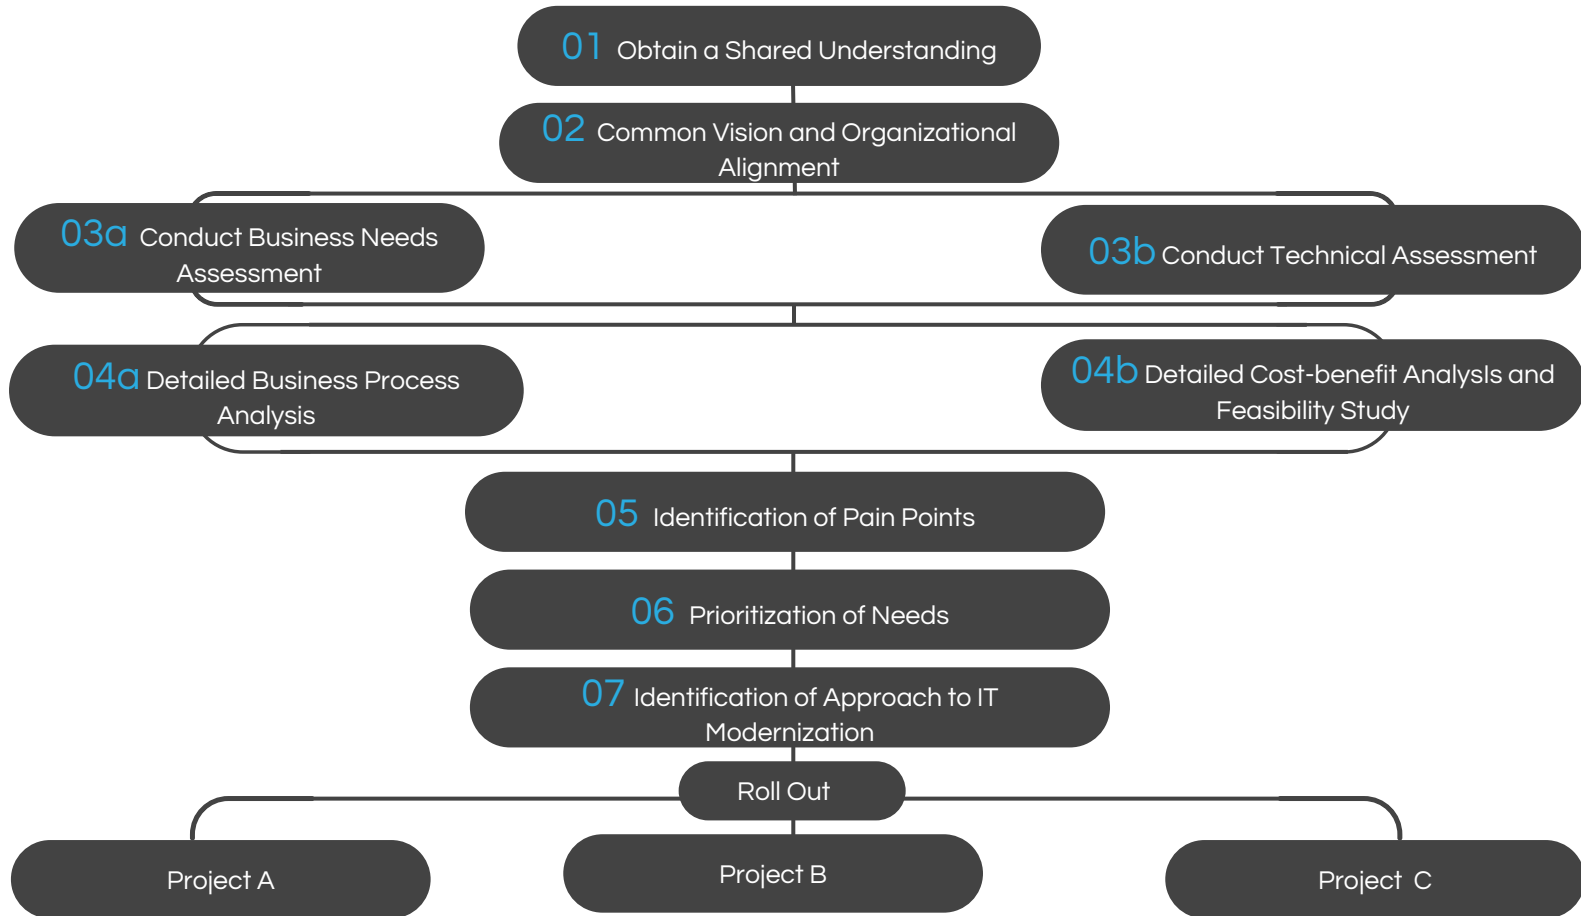 01 Obtain a Shared Understanding
02 Common Vision and Organizational
Alignment
03a Conduct Business Needs
Assessment
03b Conduct Technical Assessment
04a Detailed Business Process
Analysis
04b Detailed Cost-benefit AnalysIs and
Feasibility Study
05 Identification of Pain Points
06 Prioritization of Needs
07 Identification of Approach to IT
Modernization
Roll Out
Project A
Project B
Project C